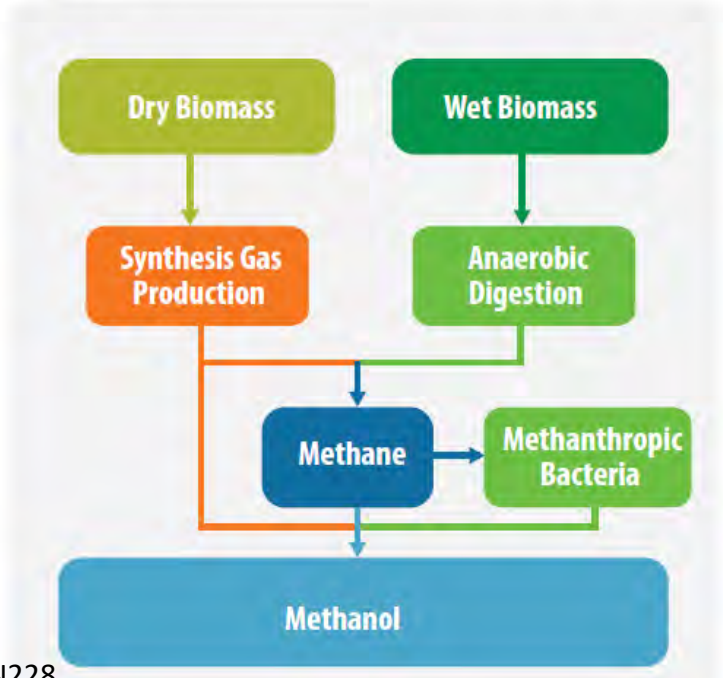 Dry Biomass
Wet Biomass
Synthesis Gas
Production
Anaerobic
Digestion
Methane
Methanthropic
Bacteria
Methanol